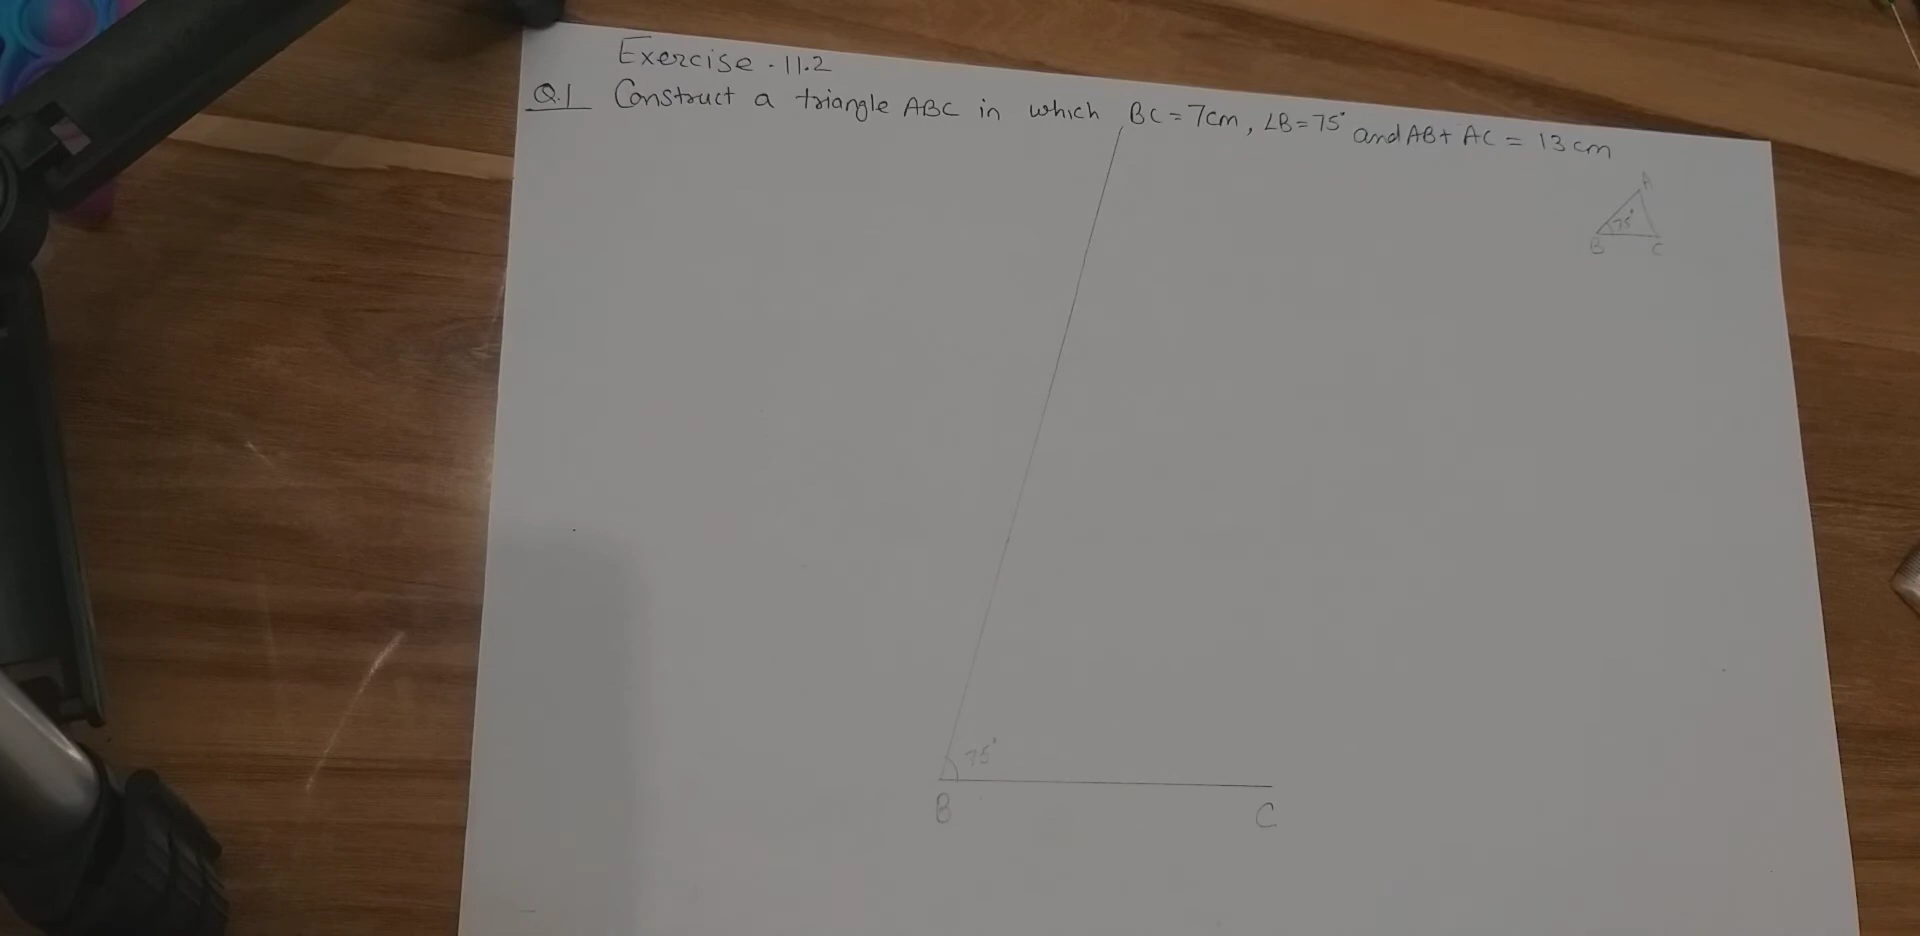 Exercise - 11.2
Q.1 Construct a triangle ABC in which BC = 7cm, ∠B = 75° and AB + AC = 13 cm
A
75°
B C
75°
B C